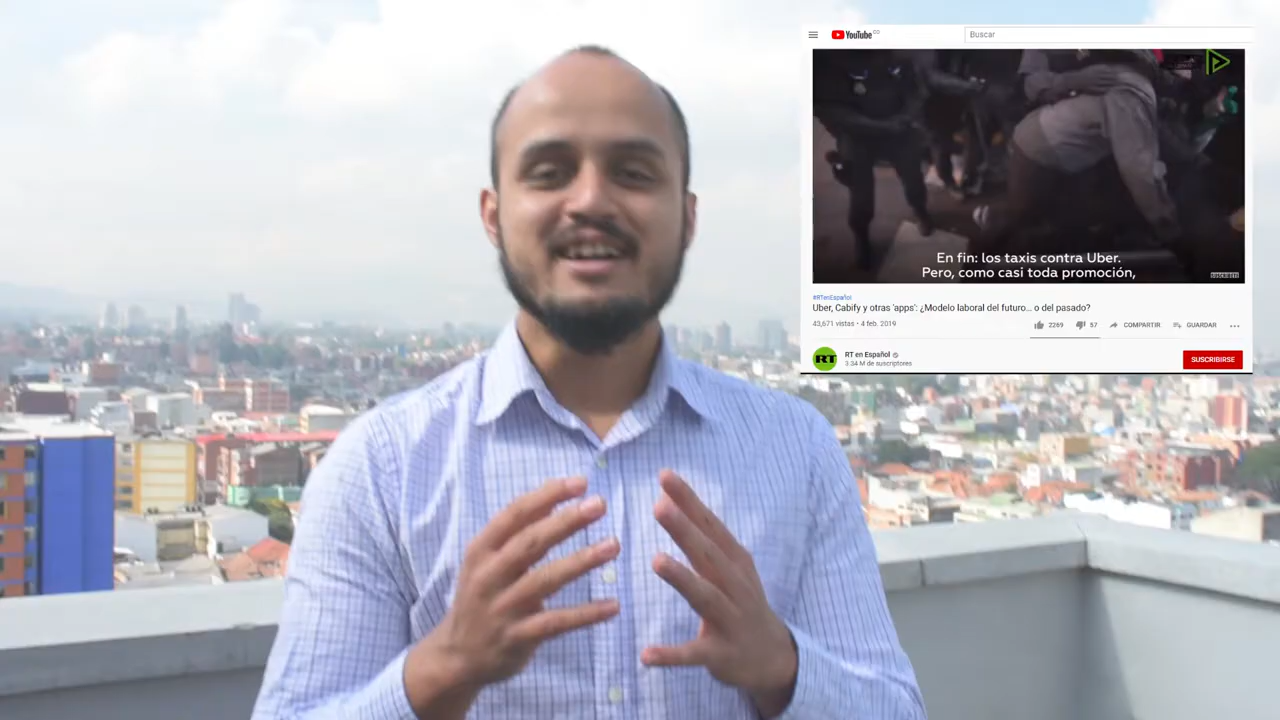 YouTube CO
Buscar
En fin: los taxis contra Uber.
Pero, como casi toda promoción,
SUSCRÍBETE
#RTenEspañol
Uber, Cabify y otras 'apps': ¿Modelo laboral del futuro... o del pasado?
43,671 vistas • 4 feb. 2019
2269
57
COMPARTIR
GUARDAR
RT
RT en Español
3.34 M de suscriptores
SUSCRIBIRSE